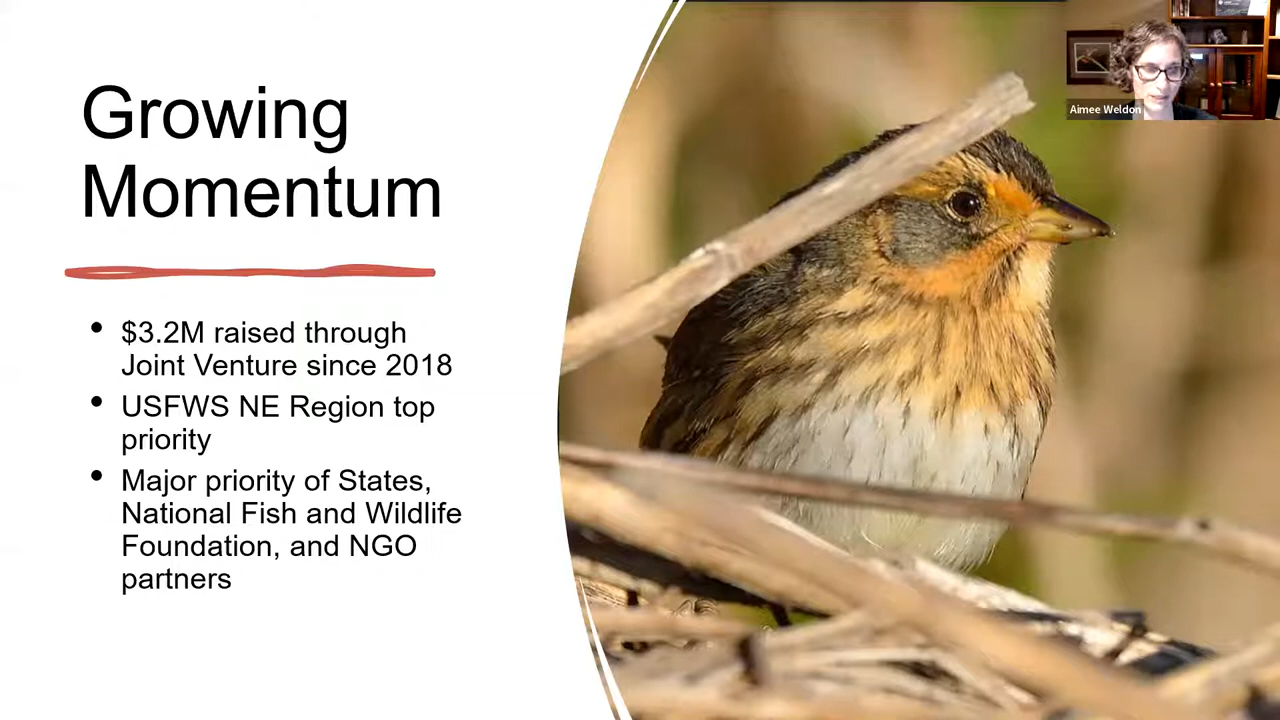 Growing
Momentum
• $3.2M raised through
Joint Venture since 2018
• USFWS NE Region top
priority
• Major priority of States,
National Fish and Wildlife
Foundation, and NGO
partners
Aimee Weldon